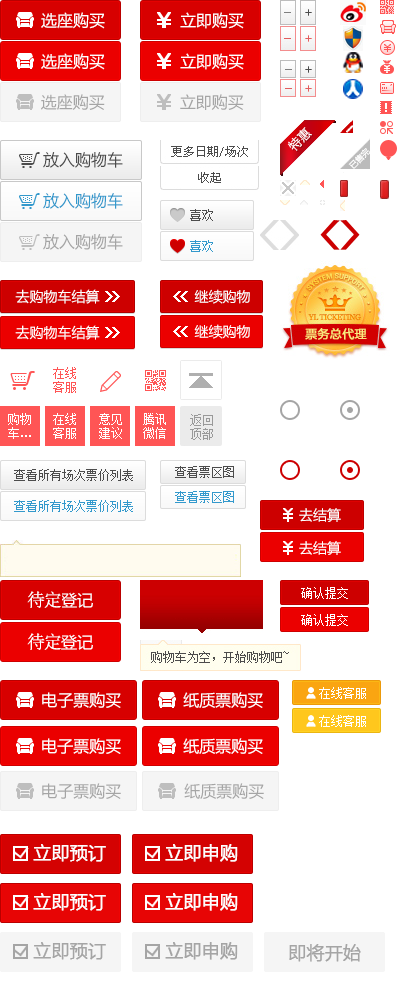 选座购买
¥ 立即购买
选座购买
¥ 立即购买
选座购买
¥ 立即购买
特惠
已售完
放入购物车
更多日期/场次
收起
放入购物车
喜欢
放入购物车
喜欢
SYSTEM SUPPORT
YL TICKETING
票务总代理
去购物车结算 >>
<< 继续购物
去购物车结算 >>
<< 继续购物
在线
客服
购物
车...
在线
客服
意见
建议
腾讯
微信
返回
顶部
查看所有场次票价列表
查看票区图
查看所有场次票价列表
查看票区图
¥ 去结算
¥ 去结算
待定登记
确认提交
待定登记
确认提交
购物车为空，开始购物吧~
电子票购买
纸质票购买
在线客服
电子票购买
纸质票购买
在线客服
电子票购买
纸质票购买
立即预订
立即申购
立即预订
立即申购
立即预订
立即申购
即将开始